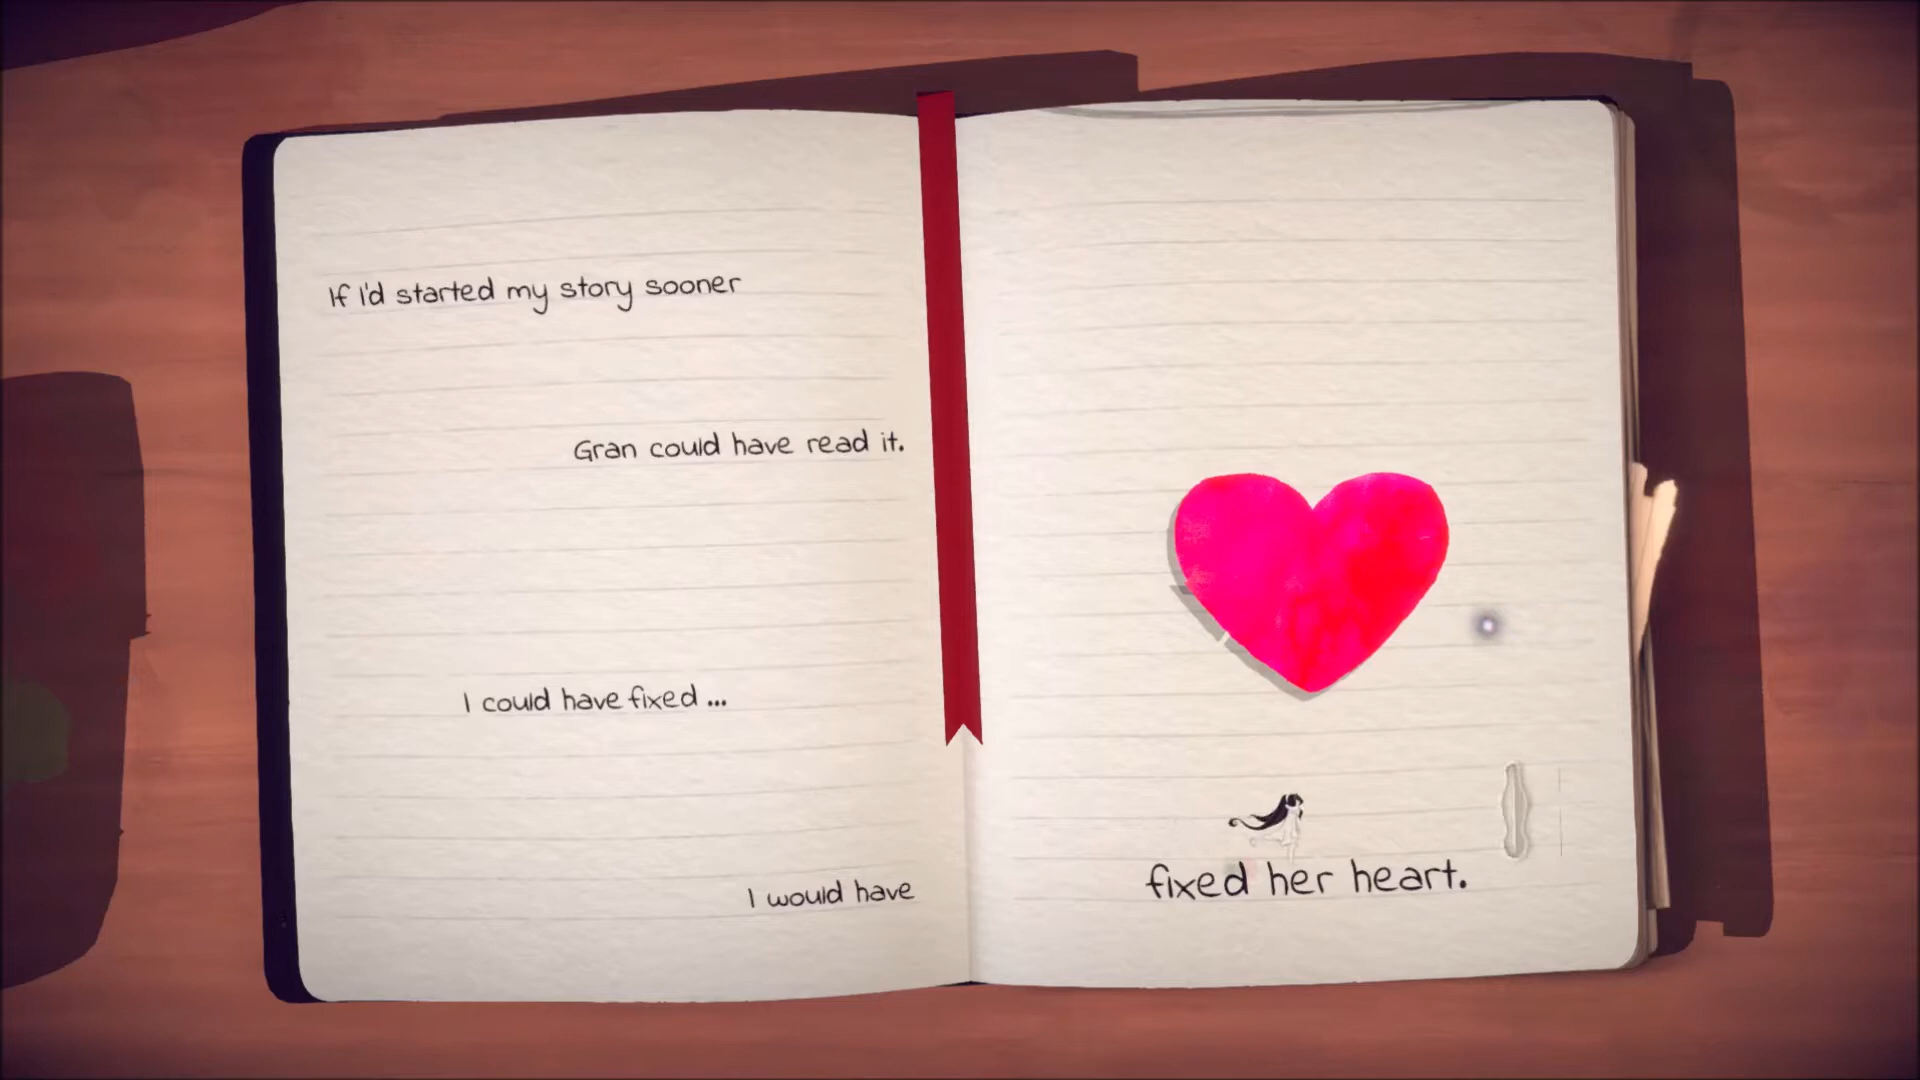 If I'd started my story sooner
Gran could have read it.
I could have fixed ...
I would have
fixed her heart.